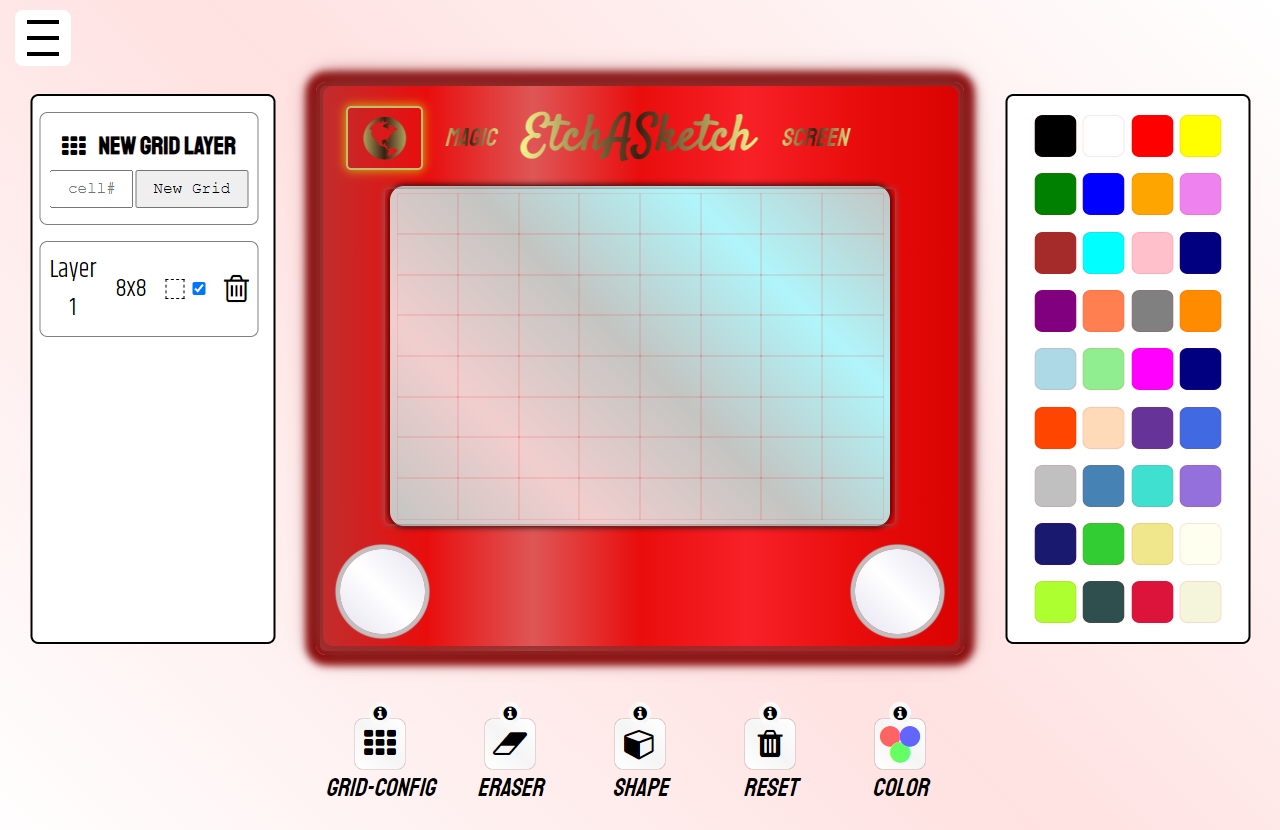 MAGIC EtchASketch SCREEN
NEW GRID LAYER
cell# New Grid
Layer 1 8x8
GRID-CONFIG ERASER SHAPE RESET COLOR